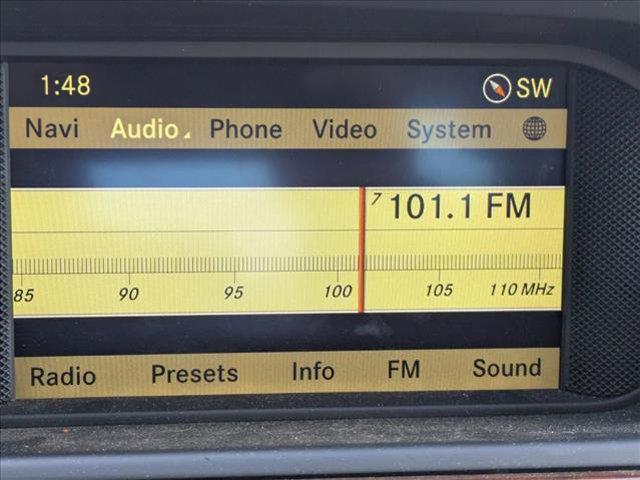 1:48 SW
Navi Audio Phone Video System
7 101.1 FM
85 90 95 100 105 110 MHz
Radio Presets Info FM Sound